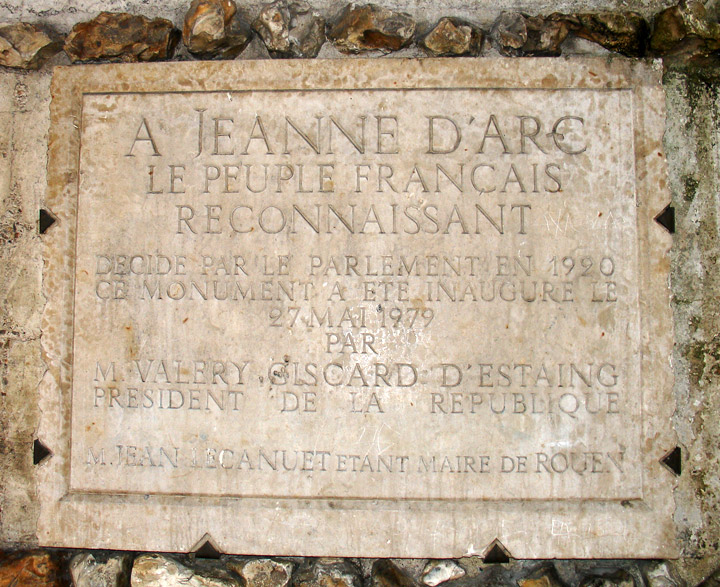 A JEANNE D'ARC
LE PEUPLE FRANÇAIS
RECONNAISSANT
DECIDE PAR LE PARLEMENT EN 1920
CE MONUMENT A ETE INAUGURE LE
27 MAI 1979
PAR
M. VALERY GISCARD D'ESTAING
PRESIDENT DE LA REPUBLIQUE
M. JEAN LECANUET ETANT MAIRE DE ROUEN